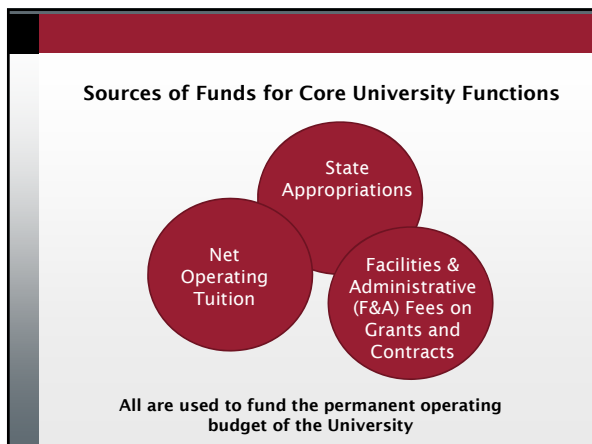 Sources of Funds for Core University Functions
State
Appropriations
Net
Operating
Tuition
Facilities &
Administrative
(F&A) Fees on
Grants and
Contracts
All are used to fund the permanent operating
budget of the University